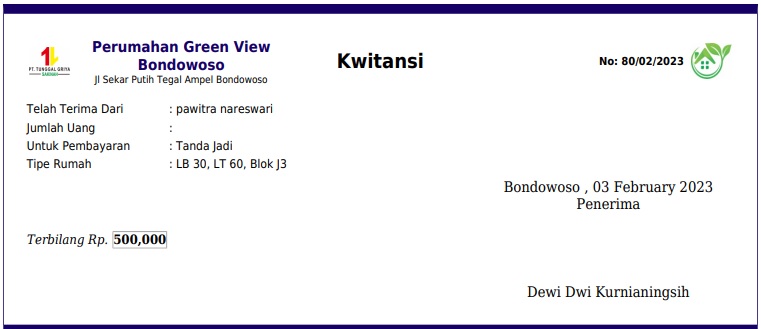 PT. TUNGGAL GRIYA
SAKINAH
Perumahan Green View
Bondowoso
Jl Sekar Putih Tegal Ampel Bondowoso
Kwitansi
No: 80/02/2023
Telah Terima Dari : pawitra nareswari
Jumlah Uang :
Untuk Pembayaran : Tanda Jadi
Tipe Rumah : LB 30, LT 60, Blok J3
Bondowoso , 03 February 2023
Penerima
Terbilang Rp. 500,000
Dewi Dwi Kurnianingsih